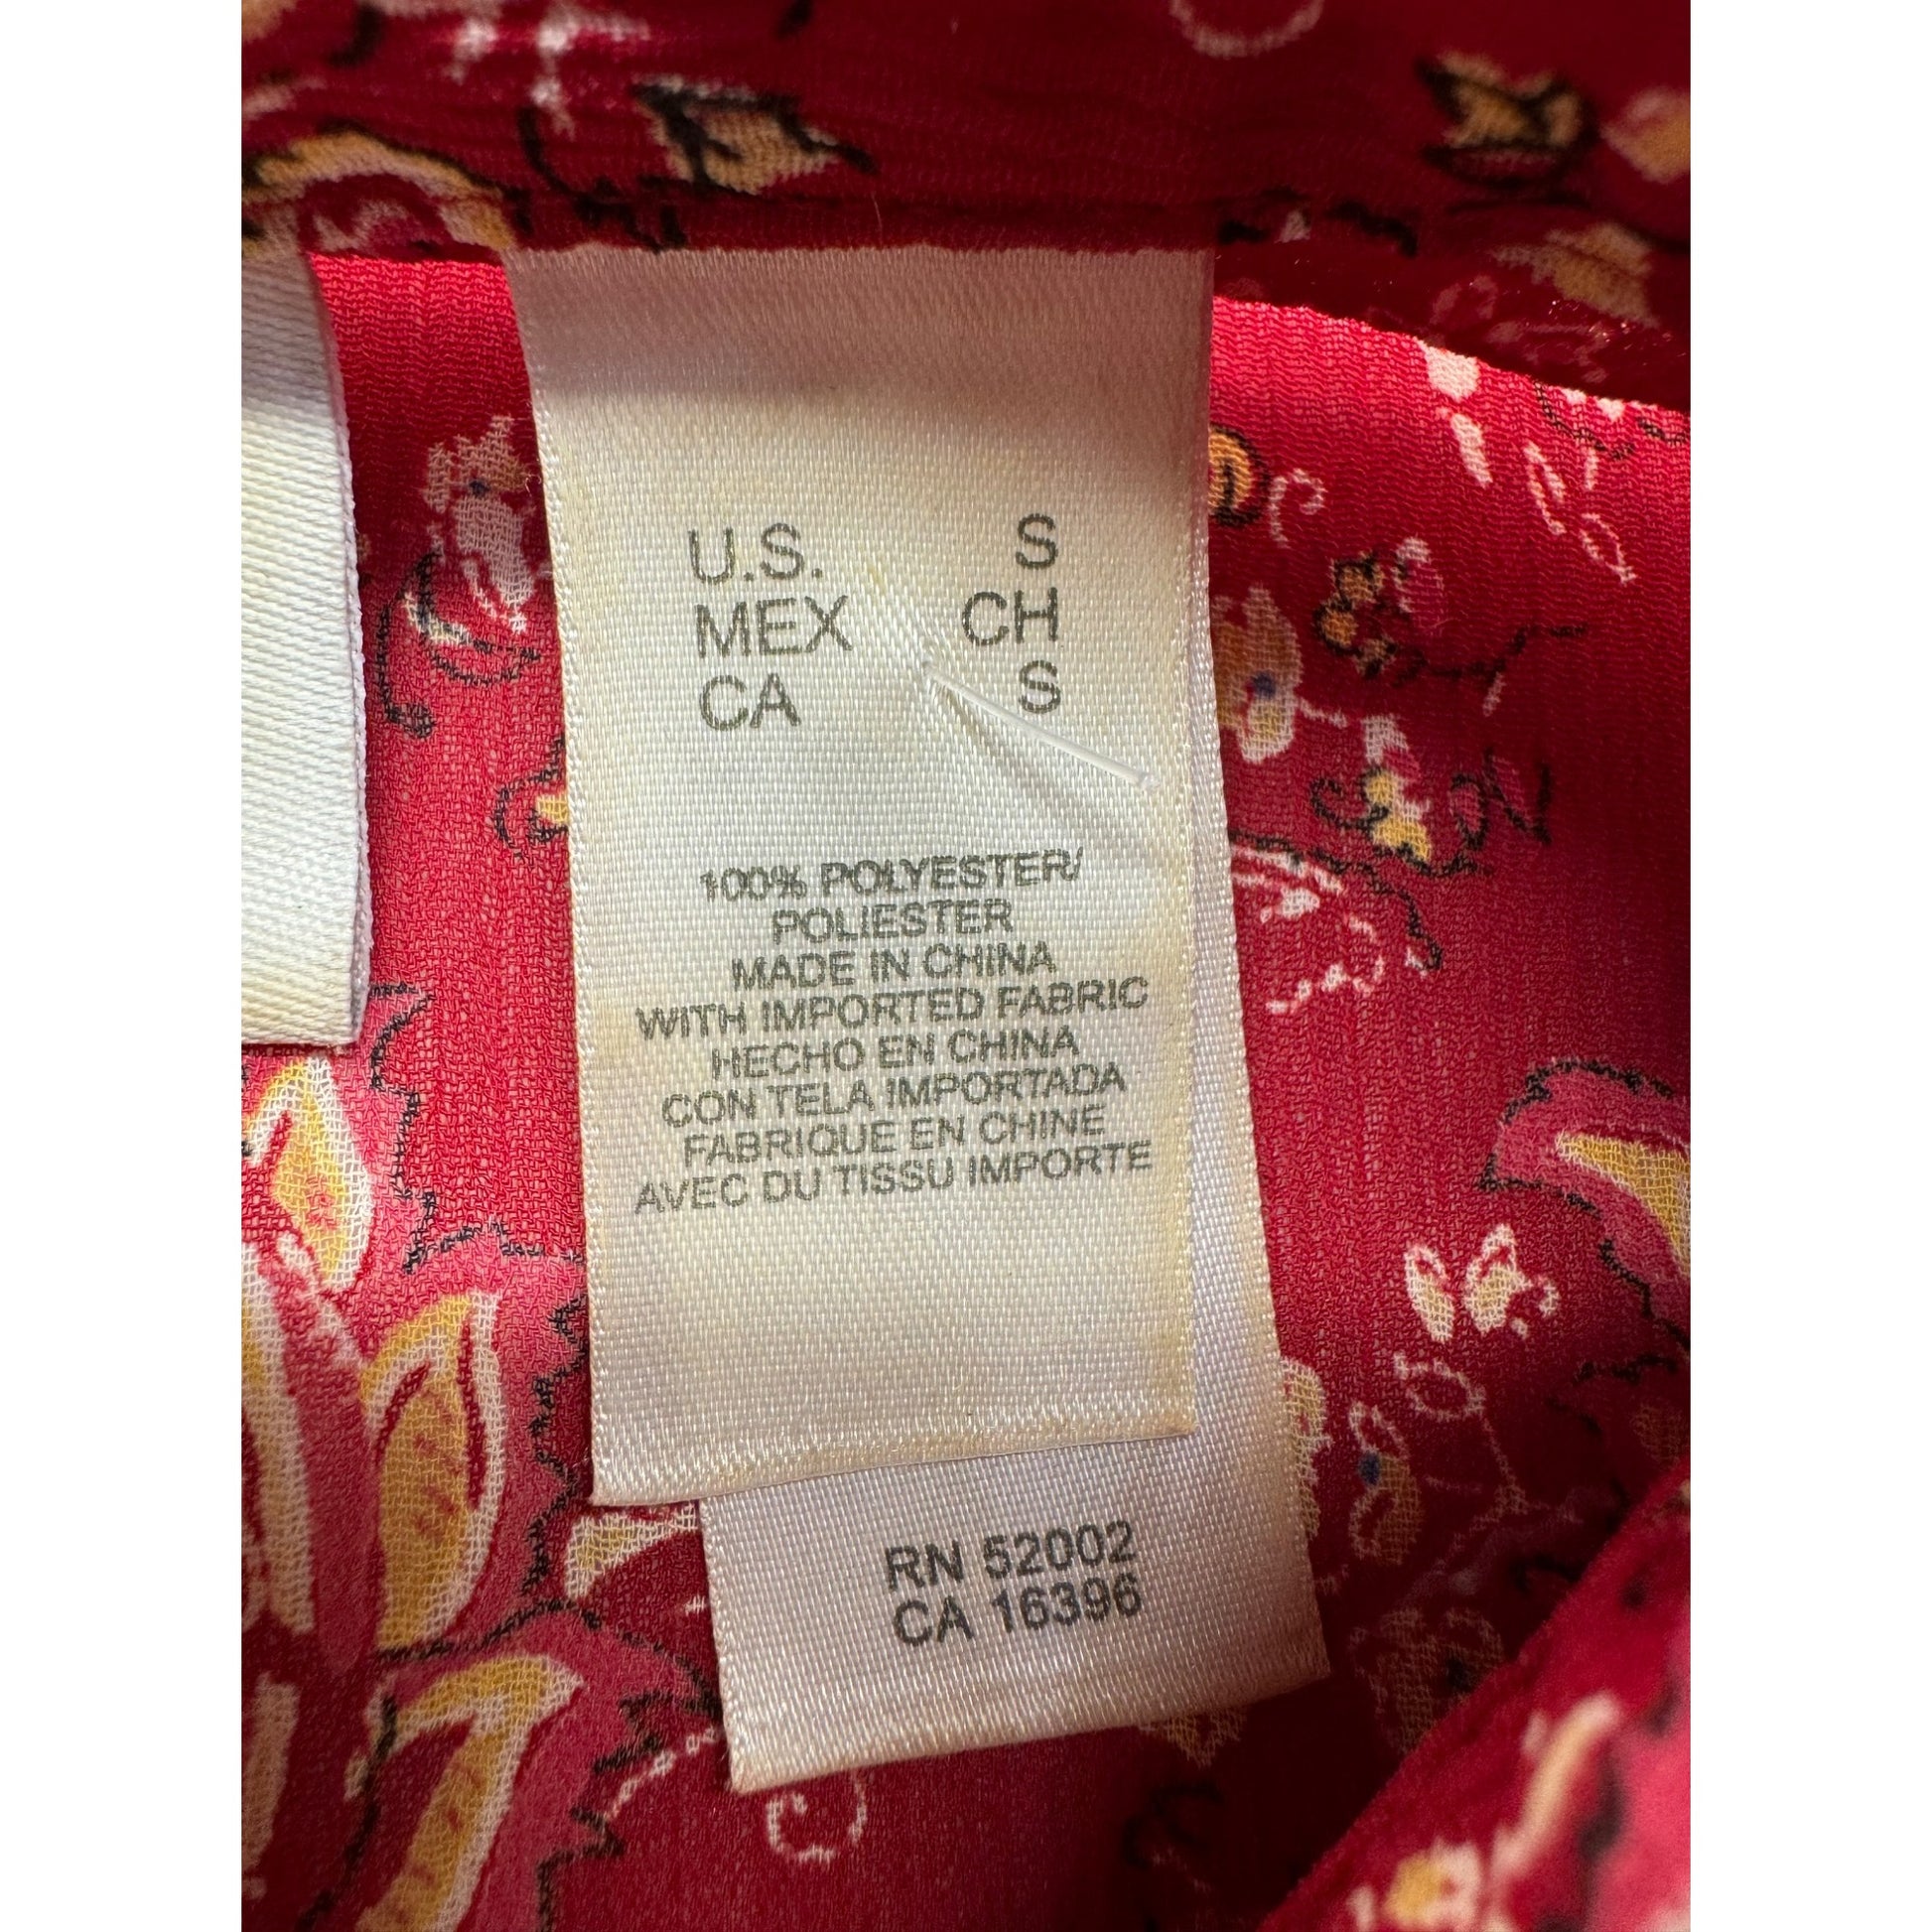 U.S. S
MEX CH
CA S
100% POLYESTER/
POLIESTER
MADE IN CHINA
WITH IMPORTED FABRIC
HECHO EN CHINA
CON TELA IMPORTADA
FABRIQUE EN CHINE
AVEC DU TISSU IMPORTE
RN 52002
CA 16396